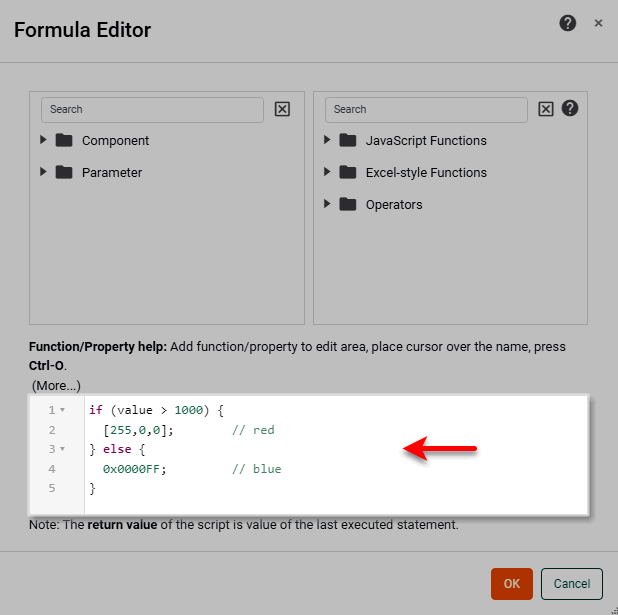 Formula Editor
Search
Component
Parameter
Search
JavaScript Functions
Excel-style Functions
Operators
Function/Property help: Add function/property to edit area, place cursor over the name, press
Ctrl-O.
(More...)
1 if (value > 1000) {
2 [255,0,0]; // red
3 } else {
4 0x0000FF; // blue
5 }
Note: The return value of the script is value of the last executed statement.
OK Cancel